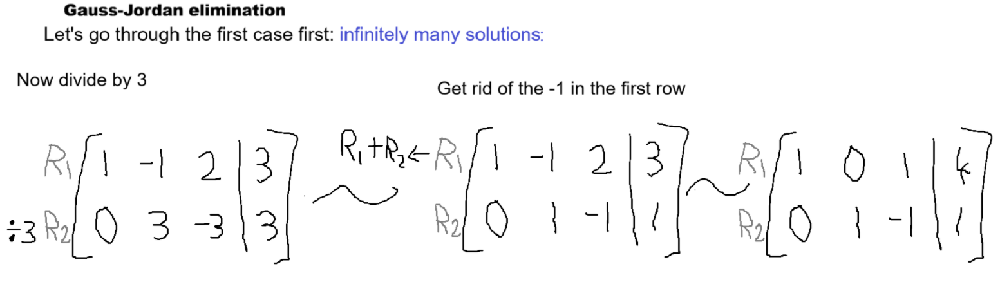 Gauss-Jordan elimination
Let's go through the first case first: infinitely many solutions:
Now divide by 3
Get rid of the -1 in the first row
R₁ [ 1 -1 2 | 3 ] R₁+R₂ ← R₁ [ 1 -1 2 | 3 ] ~ R₁ [ 1 0 1 | 4 ]
÷3 R₂ [ 0 3 -3 | 3 ] ~ R₂ [ 0 1 -1 | 1 ] R₂ [ 0 1 -1 | 1 ]